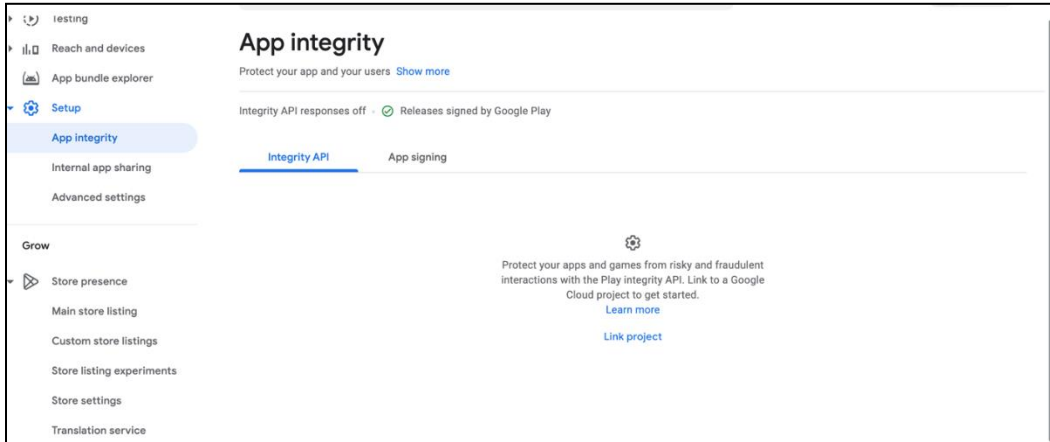 Testing
Reach and devices
App bundle explorer
Setup
App integrity
Internal app sharing
Advanced settings
Grow
Store presence
Main store listing
Custom store listings
Store listing experiments
Store settings
Translation service
App integrity
Protect your app and your users Show more
Integrity API responses off - Releases signed by Google Play
Integrity API App signing
Protect your apps and games from risky and fraudulent
interactions with the Play integrity API. Link to a Google
Cloud project to get started.
Learn more
Link project